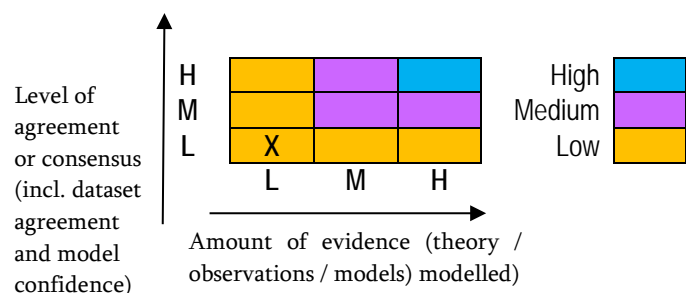 Level of
agreement
or consensus
(incl. dataset
agreement
and model
confidence)
H
M
L X
L M H
Amount of evidence (theory /
observations / models) modelled)
High
Medium
Low